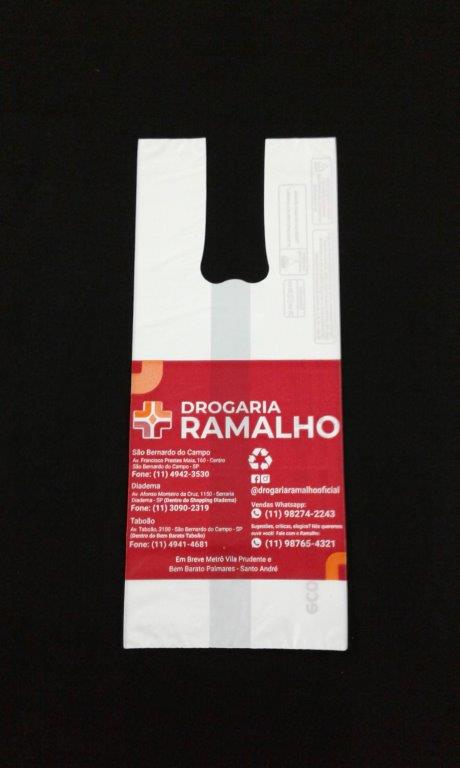 DROGARIA
RAMALHO
São Bernardo do Campo
Av. Francisco Prestes Maia, 160 - Centro
São Bernardo do Campo - SP
Fone: (11) 4942-3530
Diadema
Av. Afonso Monteiro da Cruz, 1150 - Serraria
Diadema - SP (Dentro do Shopping Diadema)
Fone: (11) 3090-2319
Taboão
Av. Taboão, 3100 - São Bernardo do Campo - SP
(Dentro do Bem Barato Taboão)
Fone: (11) 4941-4681
@drogariaramalhooficial
Vendas Whatsapp:
(11) 98274-2243
Sugestões, críticas, elogios? Nós queremos
ouvir você! Fale com o Ramalho:
(11) 98765-4321
Em Breve Metrô Vila Prudente e
Bem Barato Palmares - Santo André
eco